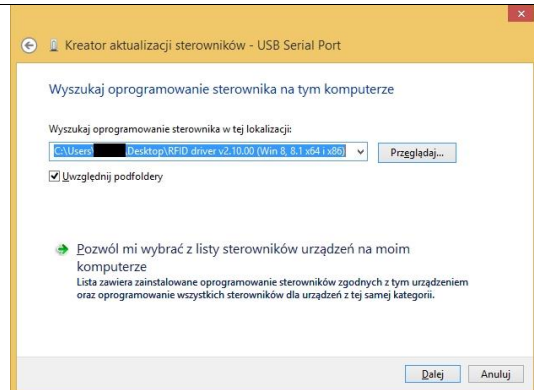 Kreator aktualizacji sterowników - USB Serial Port
Wyszukaj oprogramowanie sterownika na tym komputerze
Wyszukaj oprogramowanie sterownika w tej lokalizacji:
C:\Users\ .Desktop\RFID driver v2.10.00 (Win 8, 8.1 x64 i x86)
Przeglądaj...
Uwzględnij podfoldery
Pozwól mi wybrać z listy sterowników urządzeń na moim
komputerze
Lista zawiera zainstalowane oprogramowanie sterowników zgodnych z tym urządzeniem
oraz oprogramowanie wszystkich sterowników dla urządzeń z tej samej kategorii.
Dalej
Anuluj